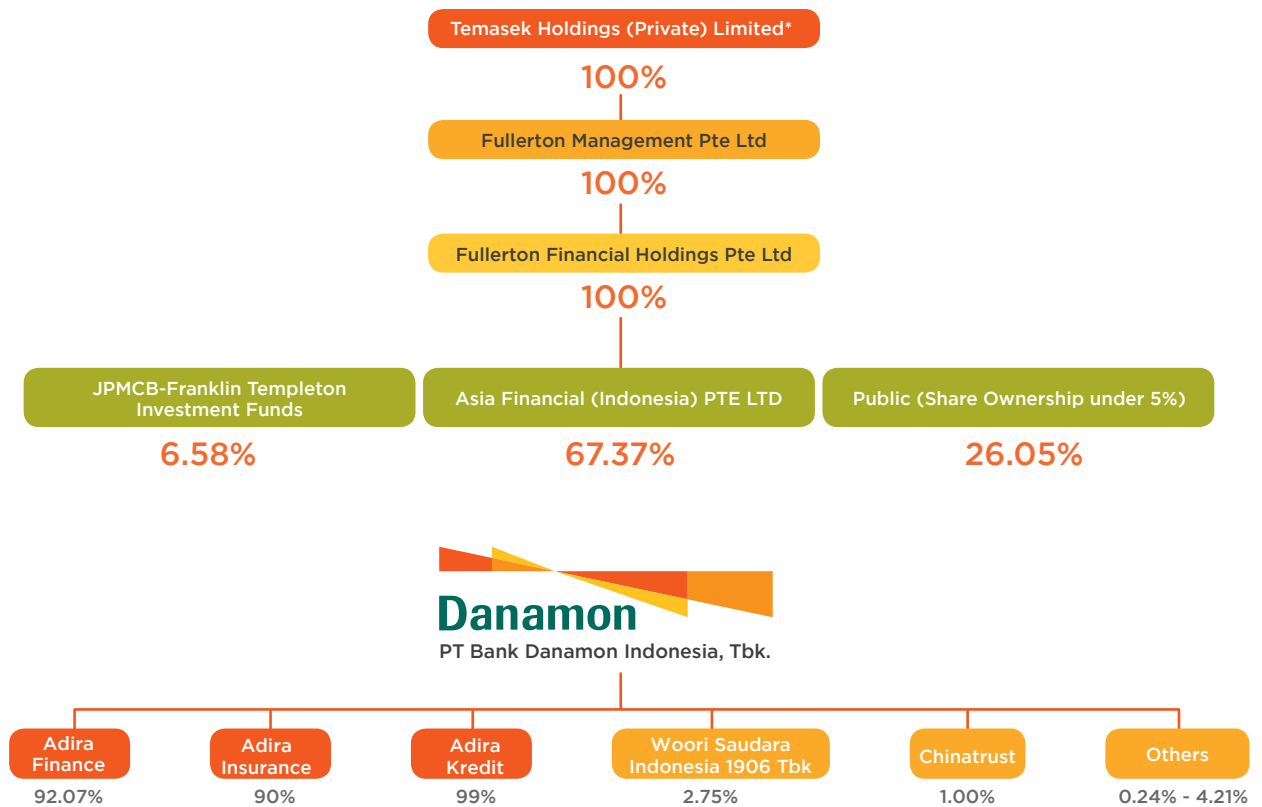 Temasek Holdings (Private) Limited*
100%
Fullerton Management Pte Ltd
100%
Fullerton Financial Holdings Pte Ltd
100%
JPMCB-Franklin Templeton
Investment Funds
6.58%
Asia Financial (Indonesia) PTE LTD
67.37%
Public (Share Ownership under 5%)
26.05%
Danamon
PT Bank Danamon Indonesia, Tbk.
Adira
Finance
92.07%
Adira
Insurance
90%
Adira
Kredit
99%
Woori Saudara
Indonesia 1906 Tbk
2.75%
Chinatrust
1.00%
Others
0.24% - 4.21%